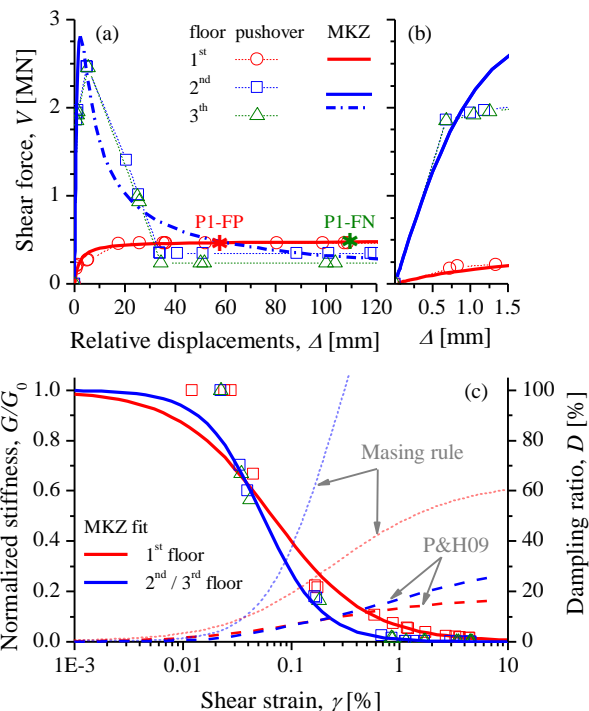 (a) floor pushover MKZ
1st
2nd
3th
(b)
Shear force, V [MN]
3
2
1
0
P1-FP P1-FN
0 20 40 60 80 100 120
0.5 1.0 1.5
Relative displacements, Δ [mm]
Δ [mm]
(c)
Normalized stiffness, G/G0
1.0
0.8
0.6
0.4
0.2
0.0
100
80
60
40
20
0
Dampling ratio, D [%]
Masing rule
P&H09
MKZ fit
1st floor
2nd / 3rd floor
1E-3 0.01 0.1 1 10
Shear strain, γ [%]